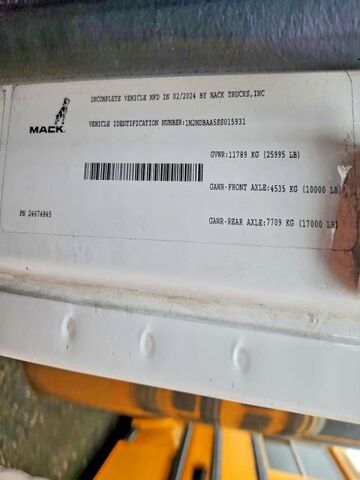 INCOMPLETE VEHICLE MFD IN 02/2024 BY MACK TRUCKS,INC
MACK
VEHICLE IDENTIFICATION NUMBER:1M2MDBAA5SS015931
GVWR:11789 KG (25995 LB)
GAWR-FRONT AXLE:4535 KG (10000 LB)
PN 24674845
GAWR-REAR AXLE:7709 KG (17000 LB)